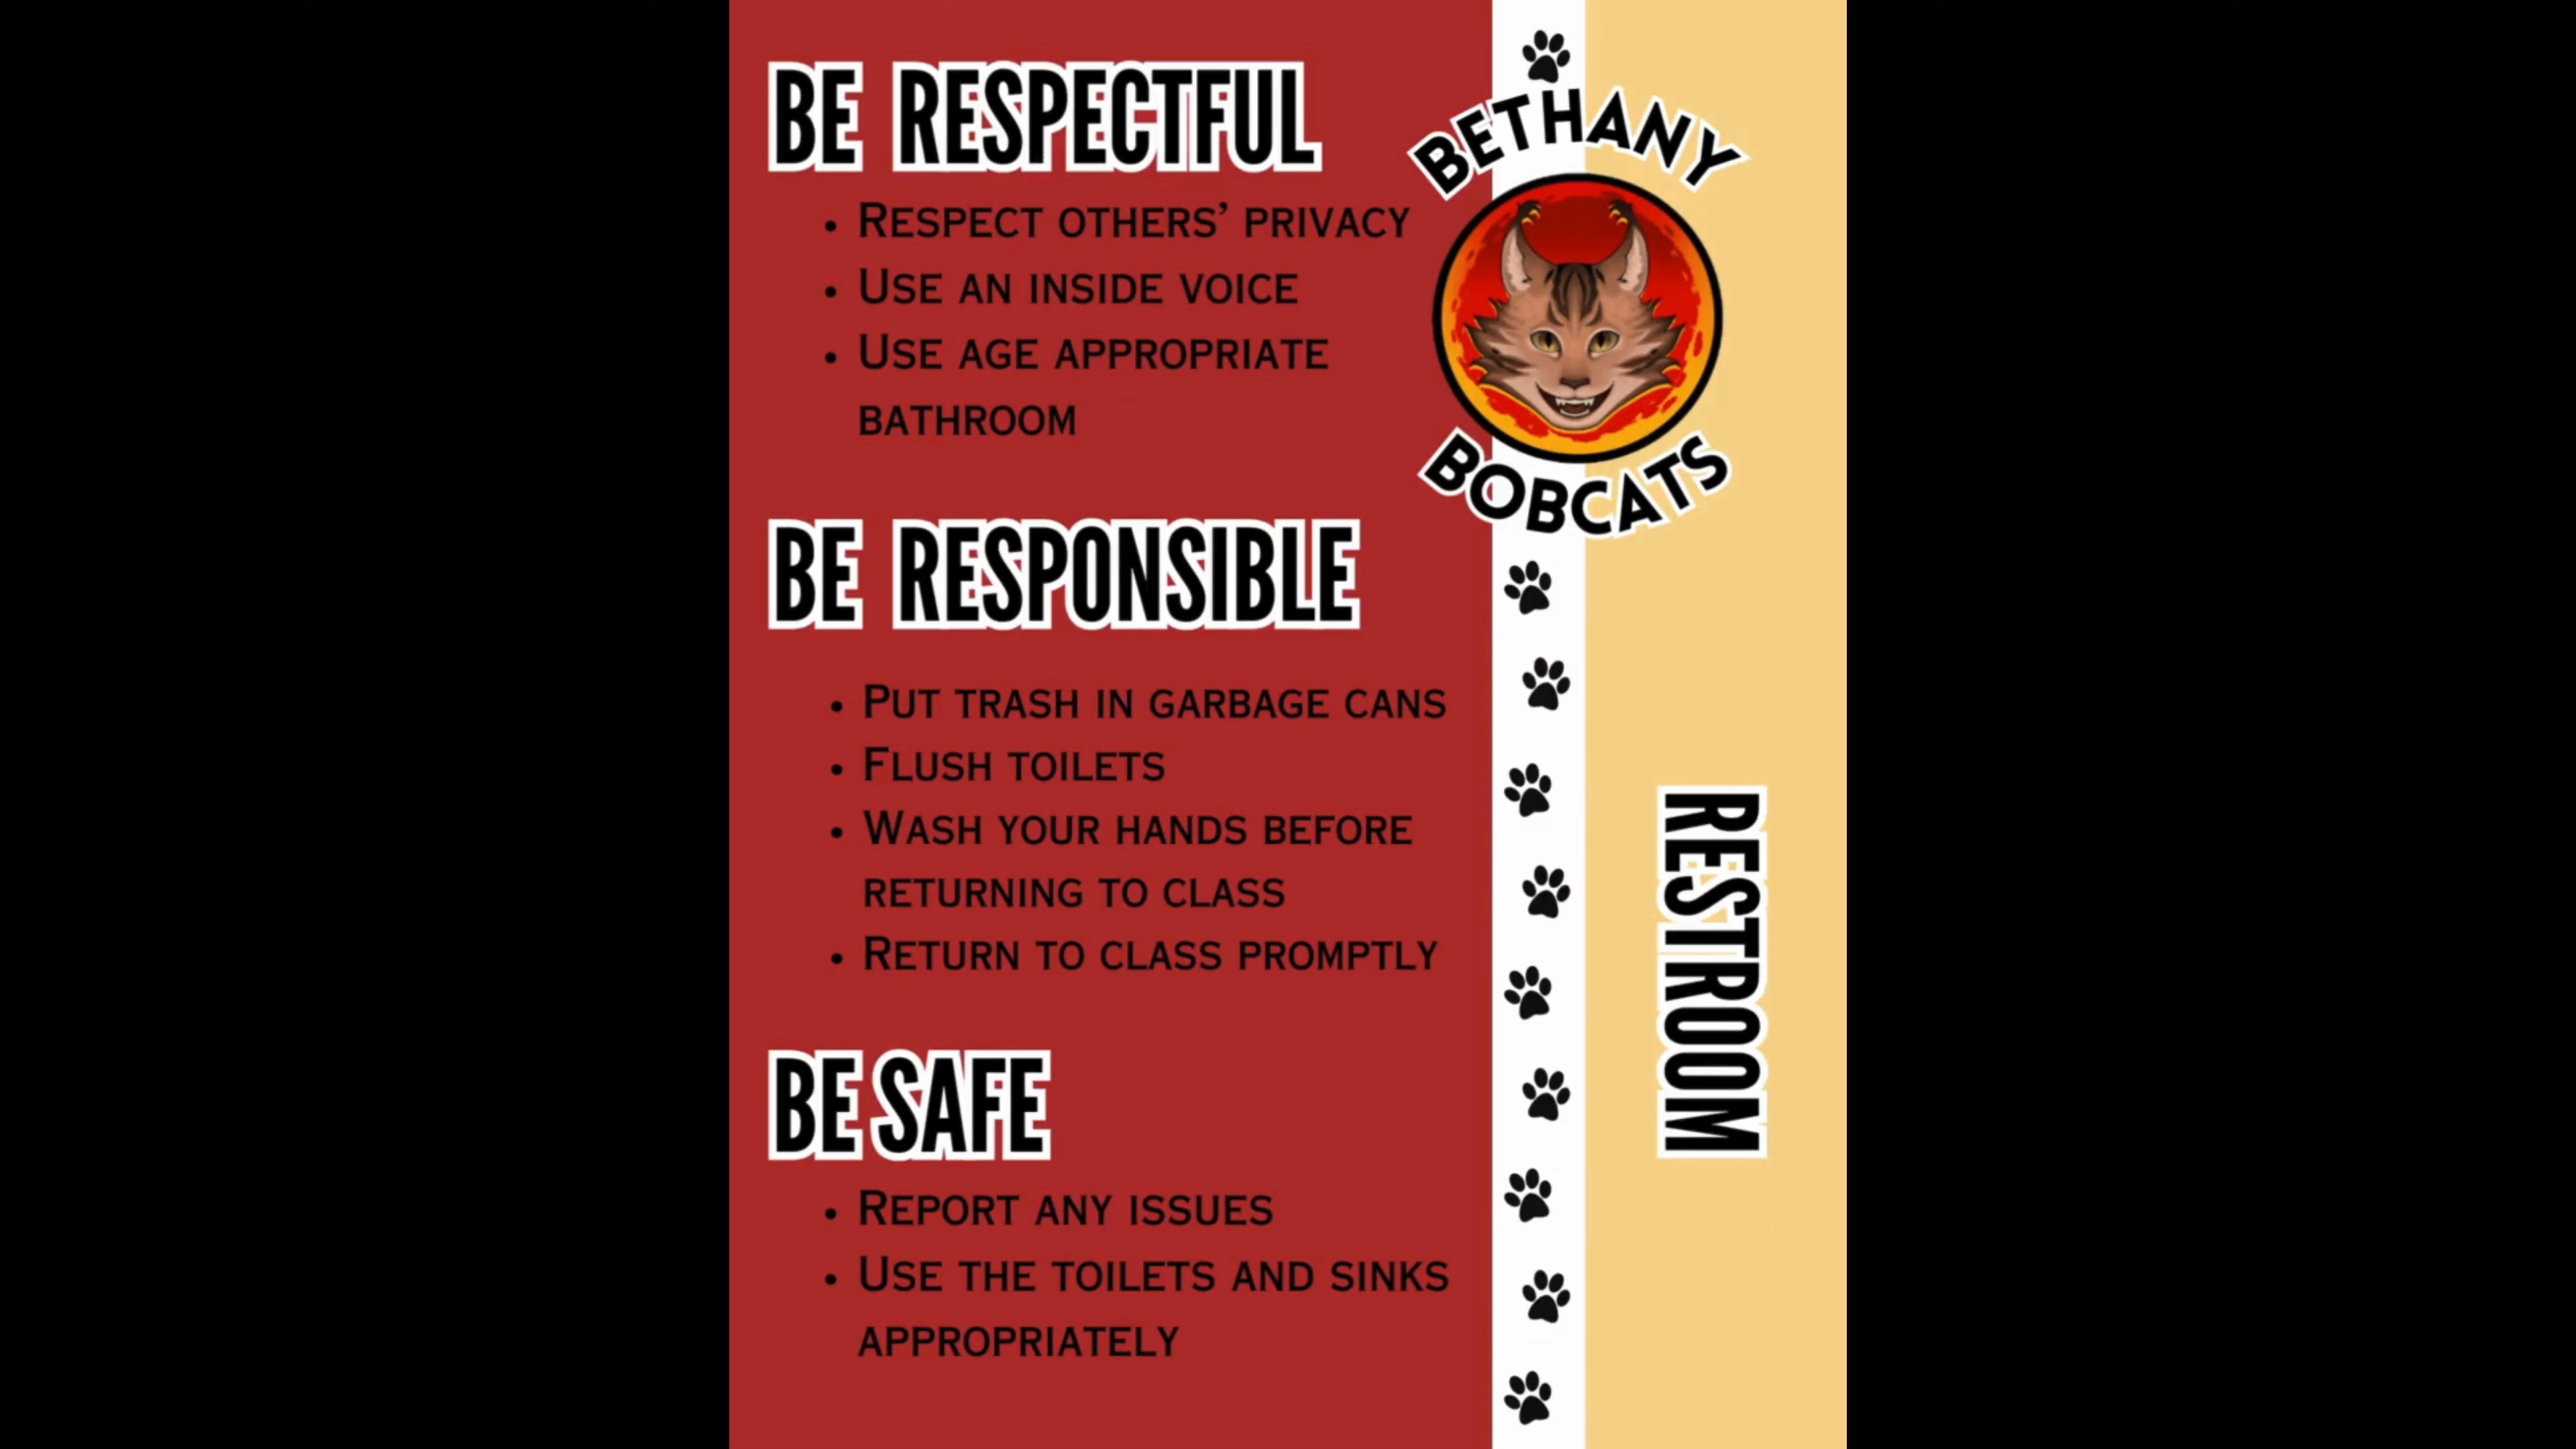 BE RESPECTFUL
• Respect others’ privacy
• Use an inside voice
• Use age appropriate
bathroom
BETHANY
BOBCATS
BE RESPONSIBLE
• Put trash in garbage cans
• Flush toilets
• Wash your hands before
returning to class
• Return to class promptly
BE SAFE
• Report any issues
• Use the toilets and sinks
appropriately
RESTROOM